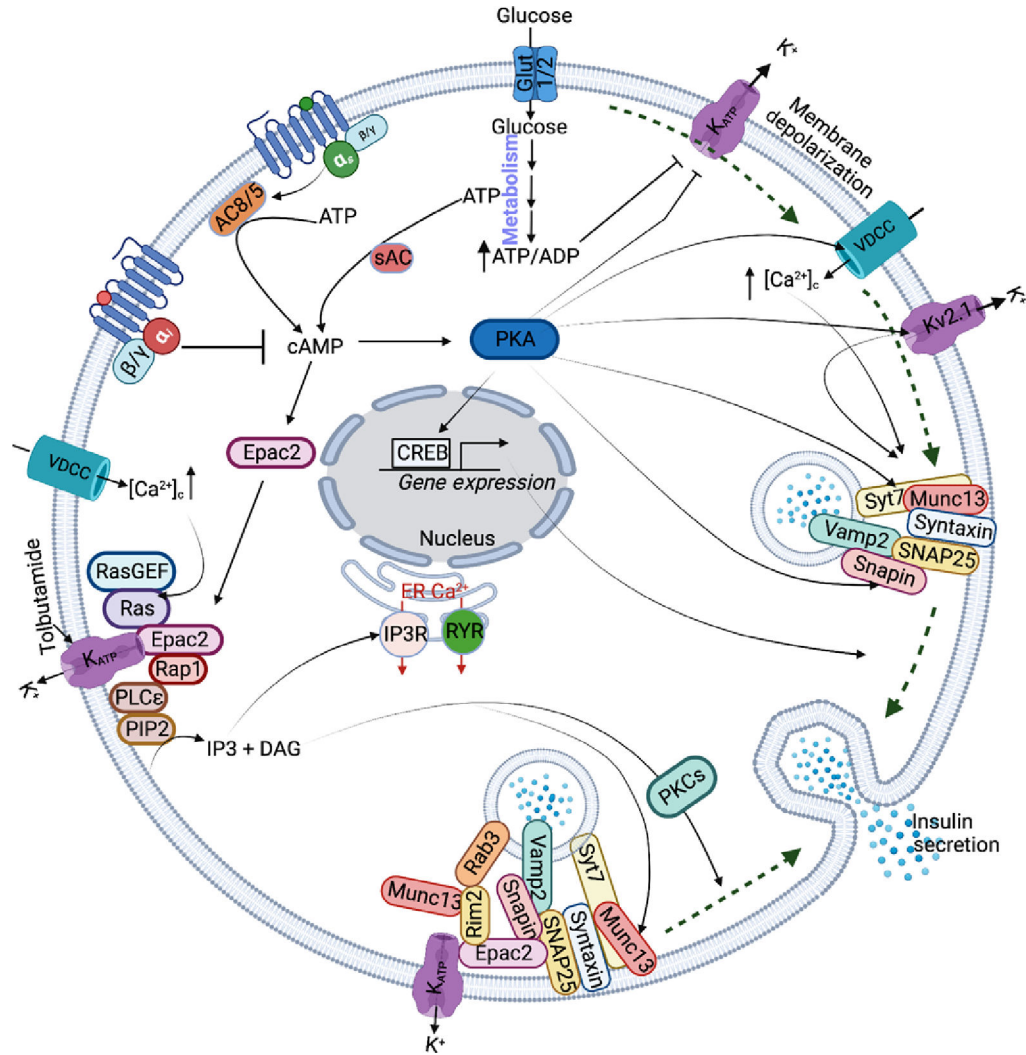 Glucose
Glut
1/2
K⁺
K_ATP
Membrane
depolarization
β/γ
αs
AC8/5
ATP
Glucose
Metabolism
ATP
sAC
ATP/ADP
VDCC
[Ca²⁺]c
K⁺
Kv2.1
αi
β/γ
cAMP
PKA
Epac2
CREB
Gene expression
Nucleus
VDCC
[Ca²⁺]c
Syt7
Munc13
Syntaxin
Vamp2
SNAP25
Snapin
RasGEF
Ras
Tolbutamide
Epac2
K_ATP
Rap1
K⁺
PLCε
PIP2
IP3 + DAG
ER Ca²⁺
IP3R
RYR
PKCs
Insulin
secretion
Rab3
Vamp2
Syt7
Munc13
Rim2
Snapin
SNAP25
Syntaxin
Munc13
Epac2
K_ATP
K⁺